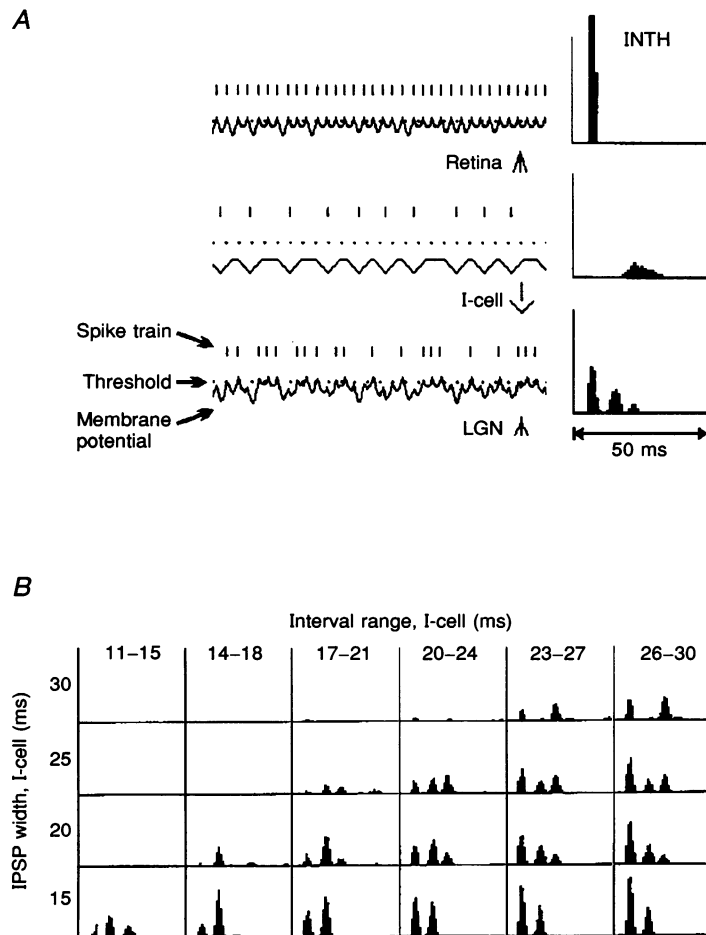 A
INTH
Retina
I-cell
Spike train
Threshold
Membrane
potential
LGN
50 ms
B
Interval range, I-cell (ms)
11–15 14–18 17–21 20–24 23–27 26–30
IPSP width, I-cell (ms)
30
25
20
15